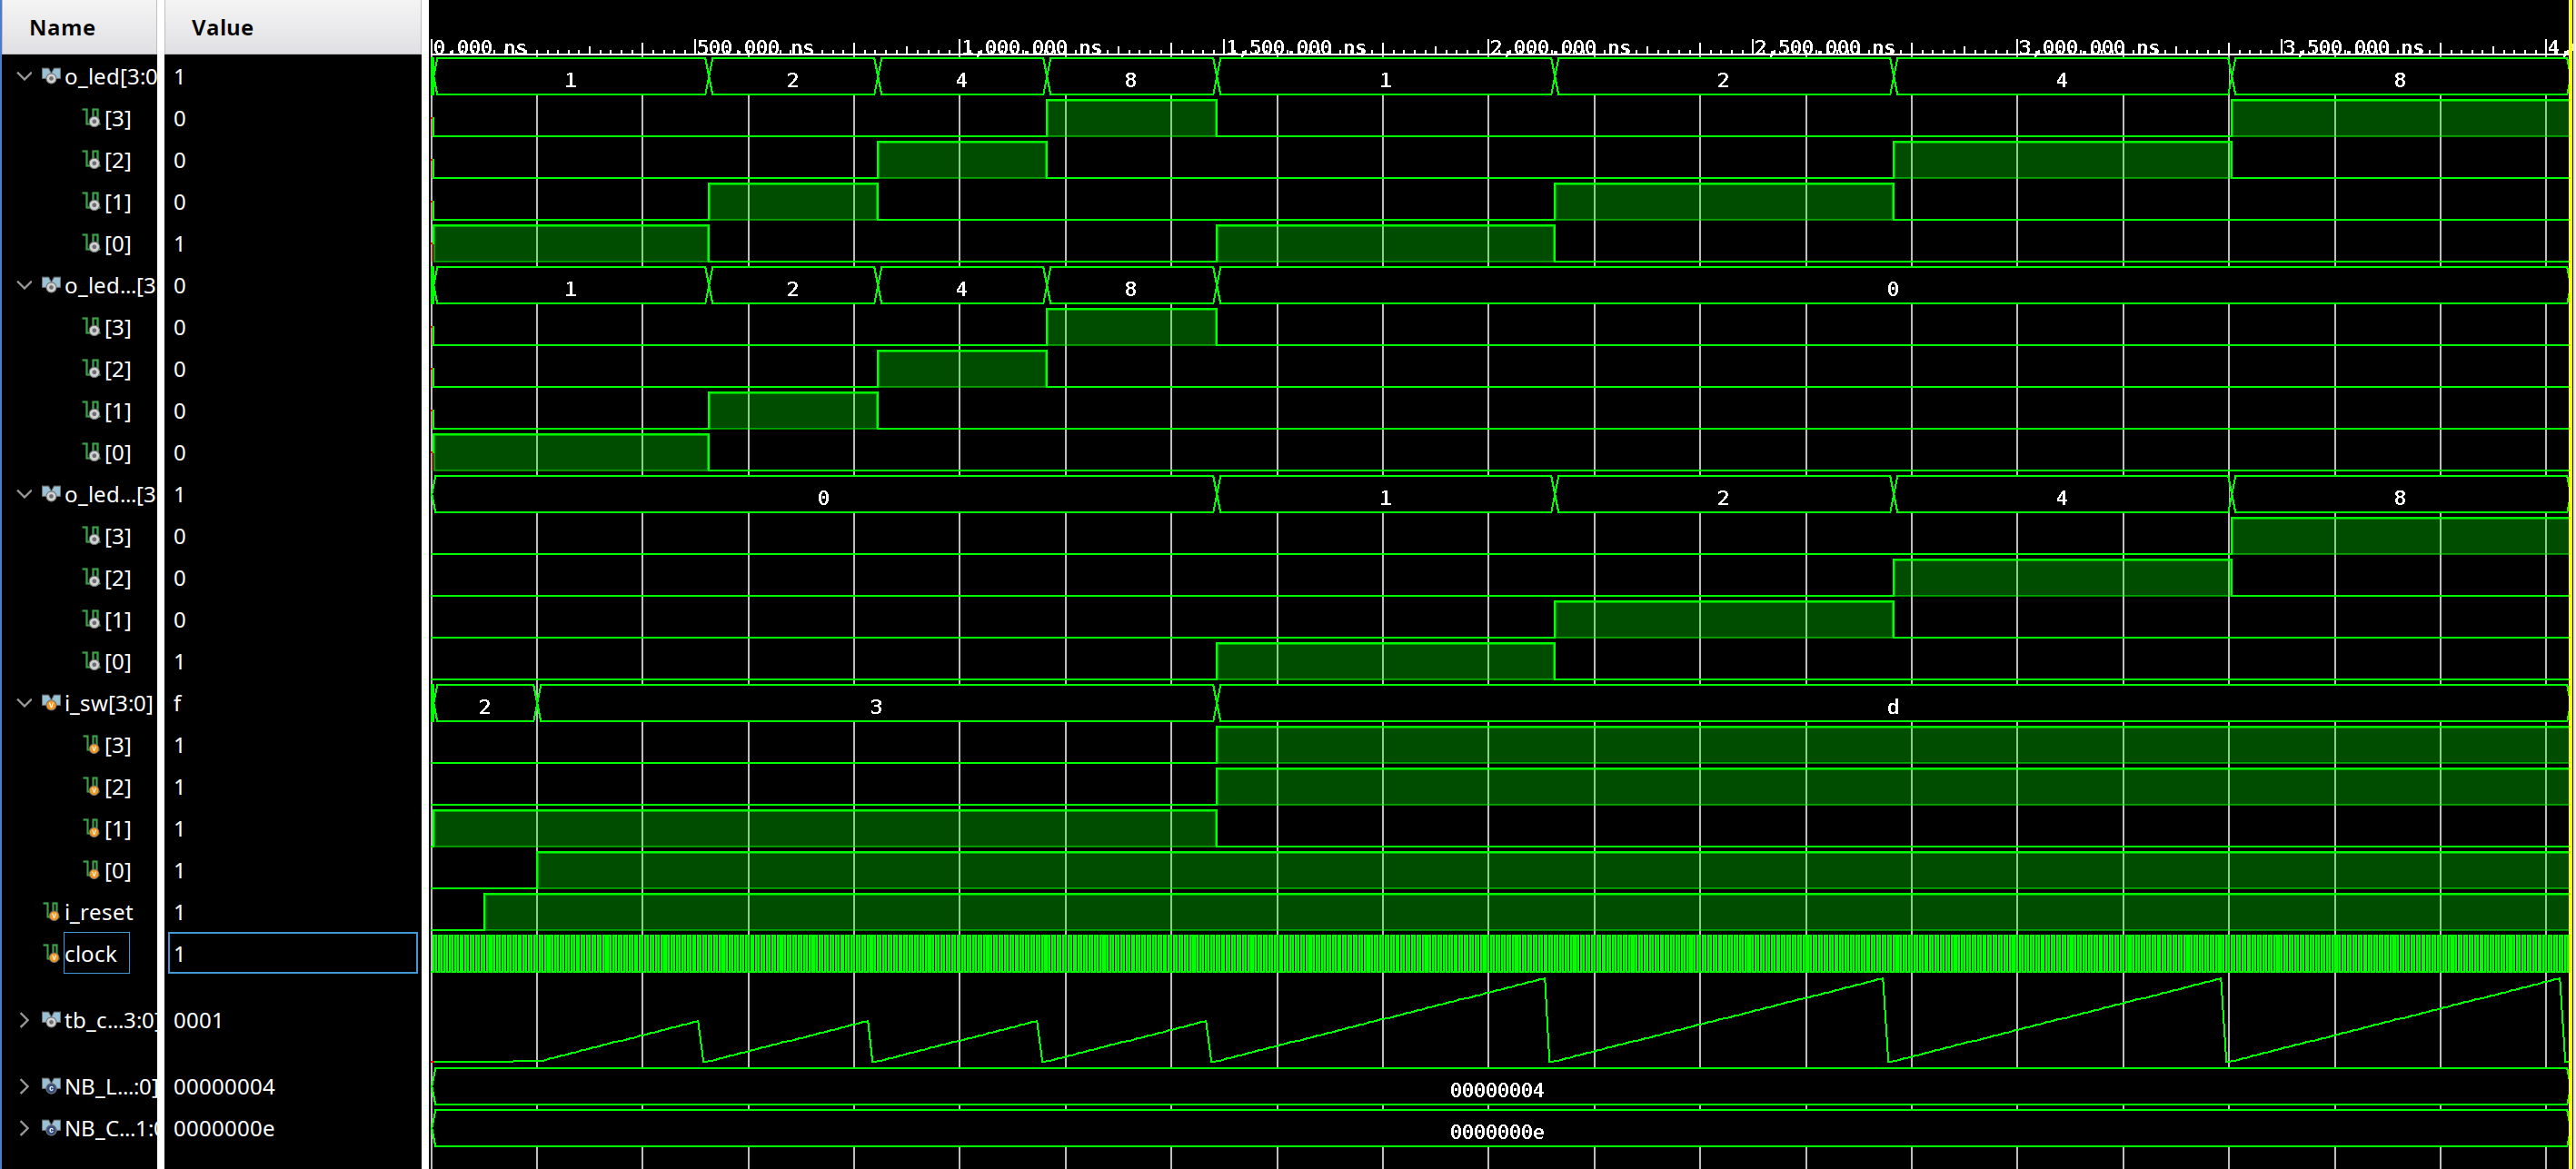 Name Value
0.000 ns 500.000 ns 1,000.000 ns 1,500.000 ns 2,000.000 ns 2,500.000 ns 3,000.000 ns 3,500.000 ns 4,
o_led[3:0 1 1 2 4 8 1 2 4 8
[3] 0
[2] 0
[1] 0
[0] 1
o_led...[3 0 1 2 4 8 0
[3] 0
[2] 0
[1] 0
[0] 0
o_led...[3 1 0 1 2 4 8
[3] 0
[2] 0
[1] 0
[0] 1
i_sw[3:0] f 2 3 d
[3] 1
[2] 1
[1] 1
[0] 1
i_reset 1
clock 1
tb_c...3:0] 0001
NB_L...:0] 00000004 00000004
NB_C...1:0 0000000e 0000000e